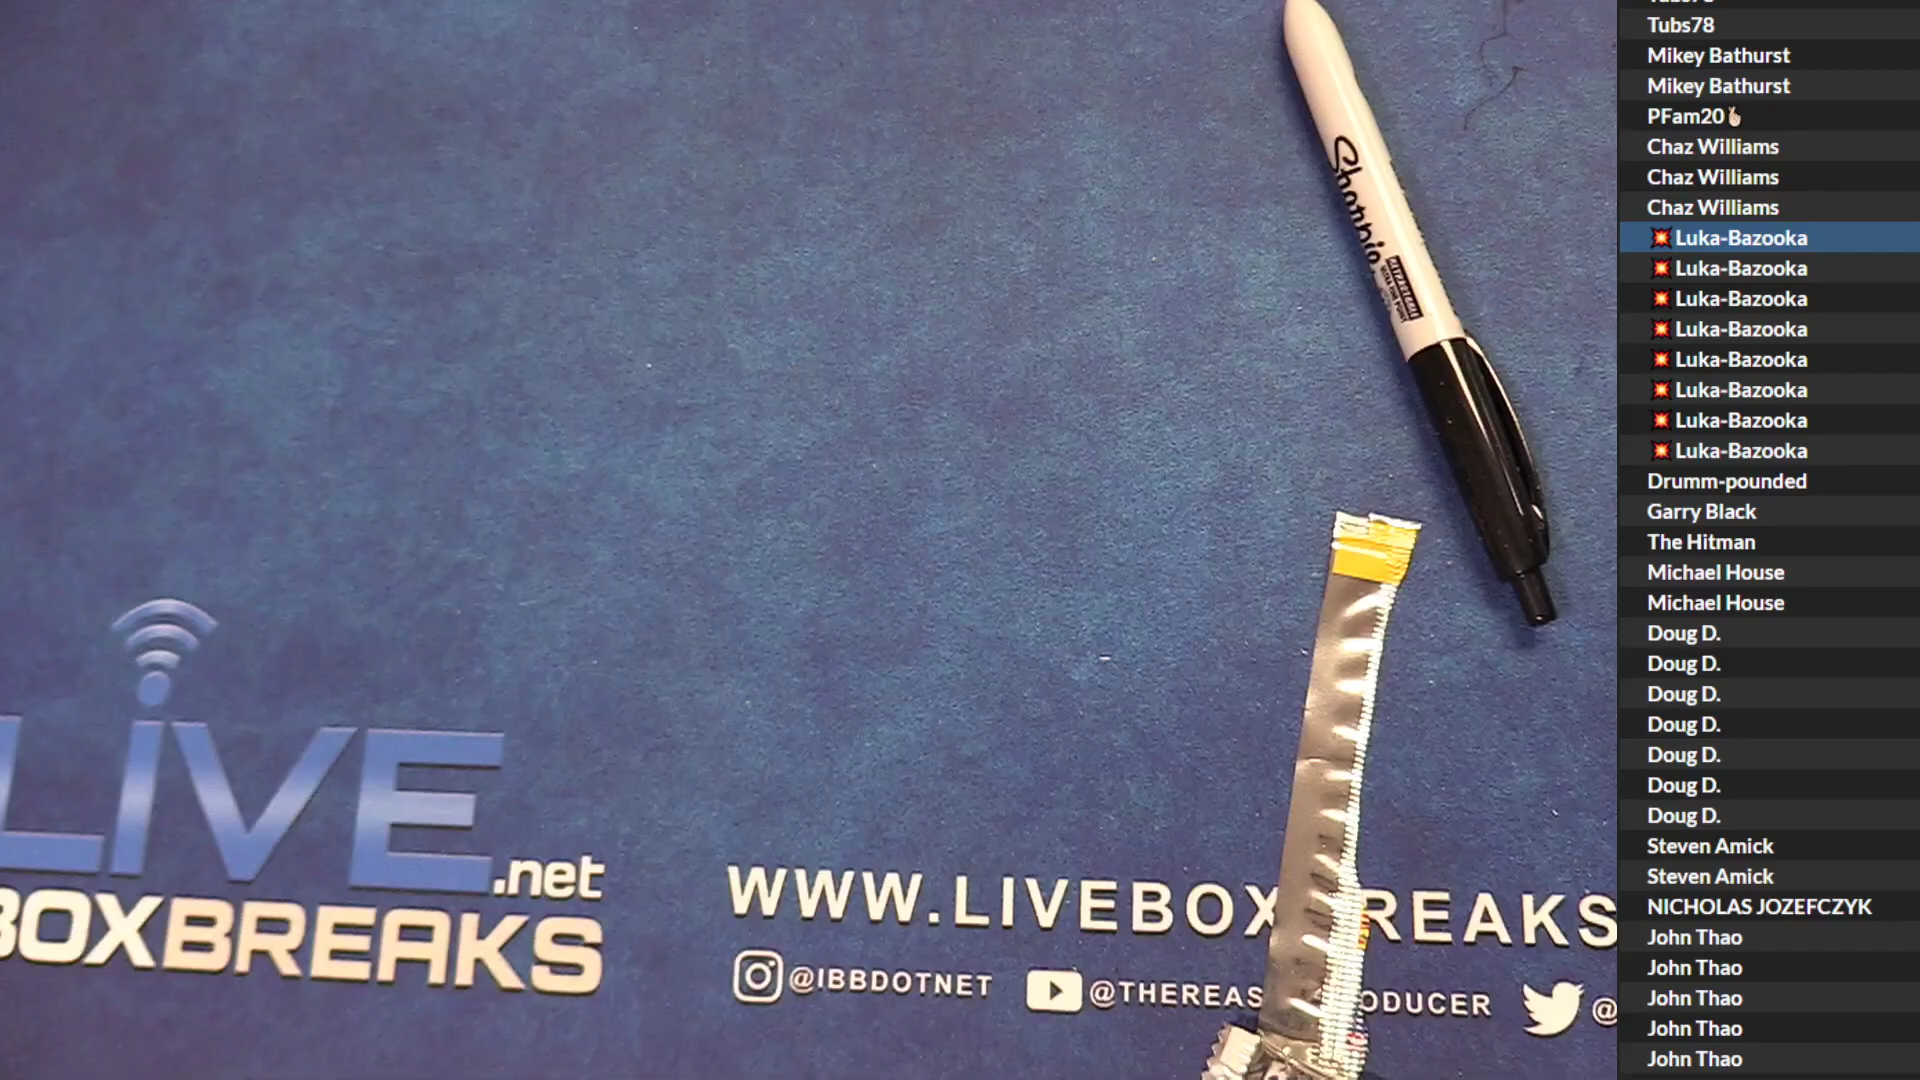 Tubs78
Mikey Bathurst
Mikey Bathurst
PFam20🤞🏻
Chaz Williams
Chaz Williams
Chaz Williams
💥 Luka-Bazooka
💥 Luka-Bazooka
💥 Luka-Bazooka
💥 Luka-Bazooka
💥 Luka-Bazooka
💥 Luka-Bazooka
💥 Luka-Bazooka
💥 Luka-Bazooka
Drumm-pounded
Garry Black
The Hitman
Michael House
Michael House
Doug D.
Doug D.
Doug D.
Doug D.
Doug D.
Doug D.
Doug D.
Steven Amick
Steven Amick
NICHOLAS JOZEFCZYK
John Thao
John Thao
John Thao
John Thao
John Thao
Sharpie
LIVE.net
BOXBREAKS
WWW.LIVEBOX REAKS
@IBBDOTNET @THEREAS ODUCER @